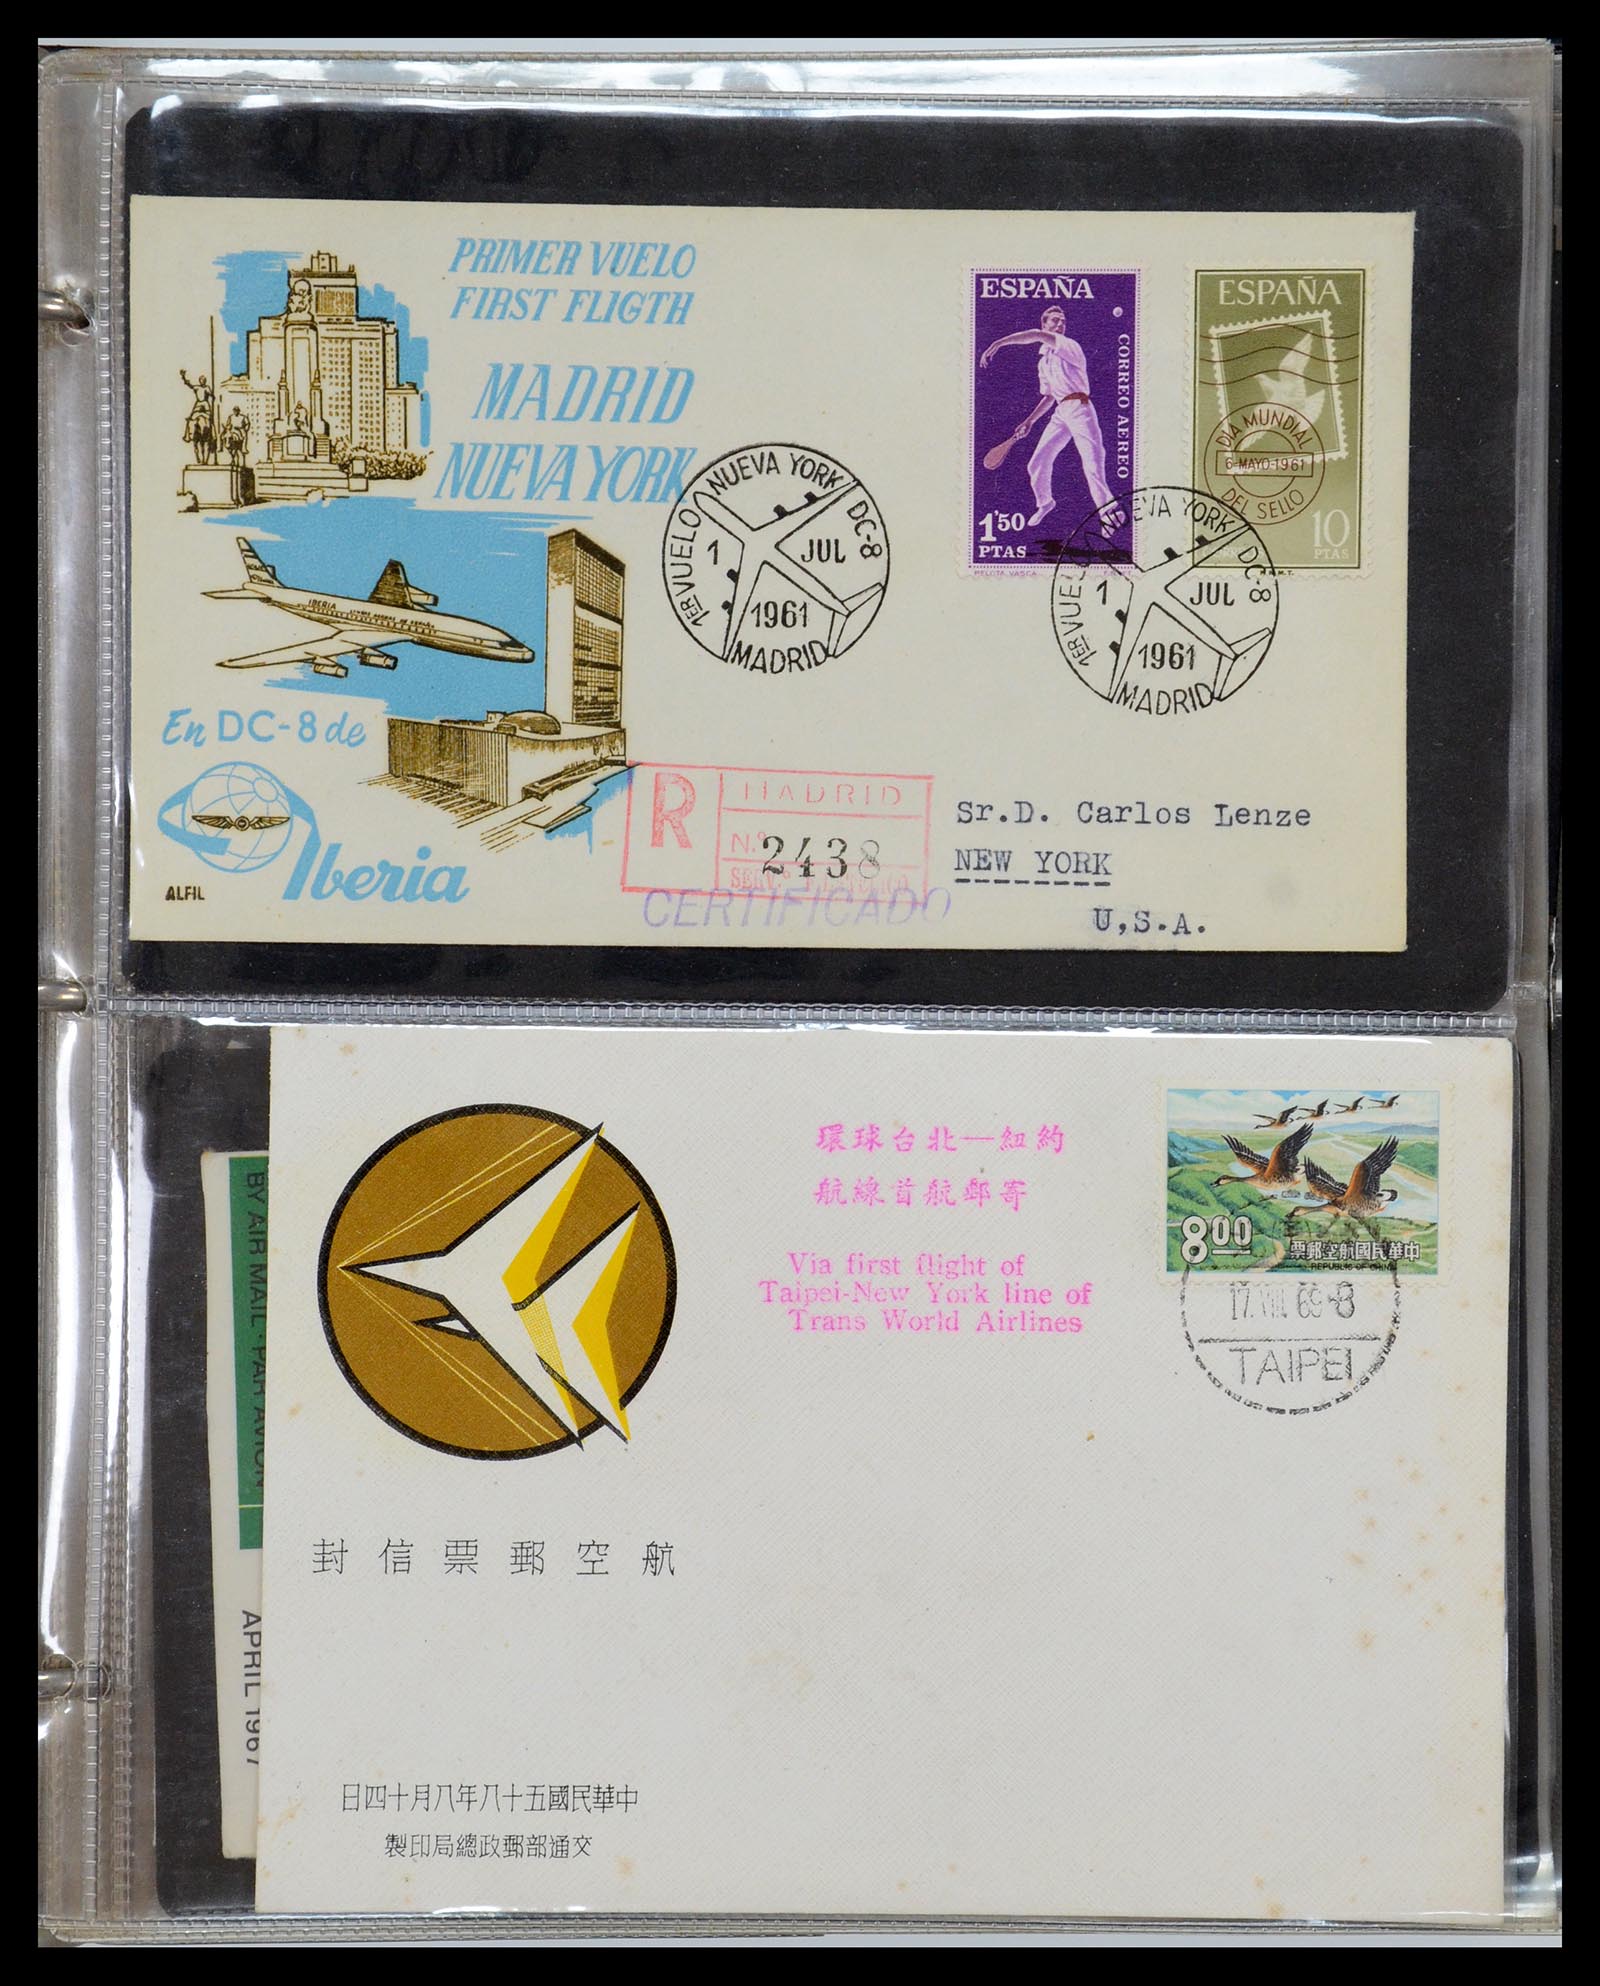 PRIMER VUELO
FIRST FLIGTH
MADRID
NUEVA YORK
IBERIA
En DC-8 de
Iberia
ALFIL
1ER VUELO NUEVA YORK DC-8
1 JUL
1961
MADRID
ESPAÑA
CORREO AEREO
1'50
PTAS
PELOTA VASCA
ESPAÑA
DIA MUNDIAL
6-MAYO-1961
DEL SELLO
10
PTAS
1ER VUELO NUEVA YORK DC-8
1 JUL
1961
MADRID
R
MADRID
N.º 2438
CERTIFICADO
Sr.D. Carlos Lenze
NEW YORK
U,S.A.
BY AIR MAIL·PAR AVION
APRIL 1967
環球台北—紐約
航線首航郵寄
Via first flight of
Taipei-New York line of
Trans World Airlines
8.00
票郵空航國民華中
REPUBLIC OF CHINA
17.VIII.69-8
TAIPEI
封信票郵空航
日四十月八年八十五國民華中
製印局總政郵部通交